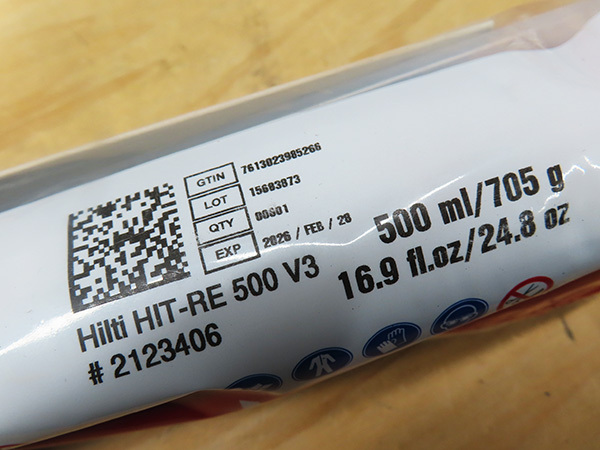 GTIN 7613023905266
LOT 15603873
QTY 00001
EXP 2026 / FEB / 28
500 ml/705 g
16.9 fl.oz/24.8 oz
Hilti HIT-RE 500 V3
# 2123406